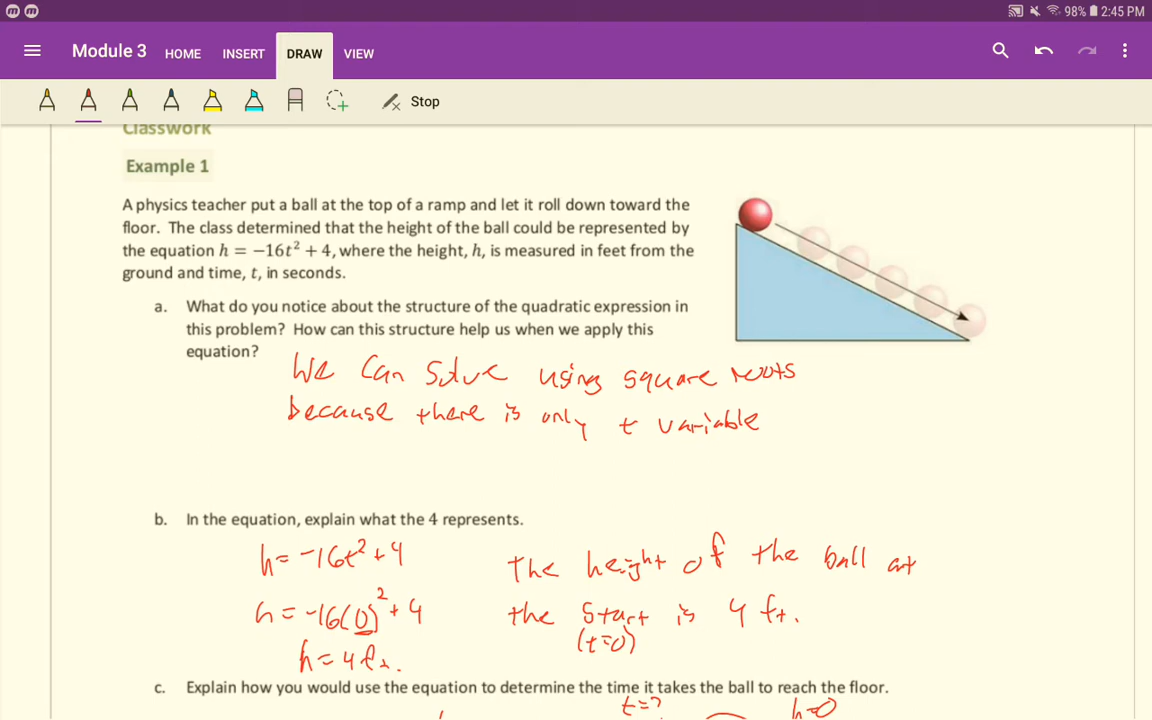 98% 2:45 PM
Module 3 HOME INSERT DRAW VIEW
Stop
Classwork
Example 1
A physics teacher put a ball at the top of a ramp and let it roll down toward the
floor. The class determined that the height of the ball could be represented by
the equation h = −16t² + 4, where the height, h, is measured in feet from the
ground and time, t, in seconds.
a. What do you notice about the structure of the quadratic expression in
this problem? How can this structure help us when we apply this
equation?
We can solve using square roots
because there is only t variable
b. In the equation, explain what the 4 represents.
h = -16t² + 4
h = -16(0)² + 4
h = 4 ft.
the height of the ball at
the start is 4 ft.
(t=0)
c. Explain how you would use the equation to determine the time it takes the ball to reach the floor.
t=? h=0